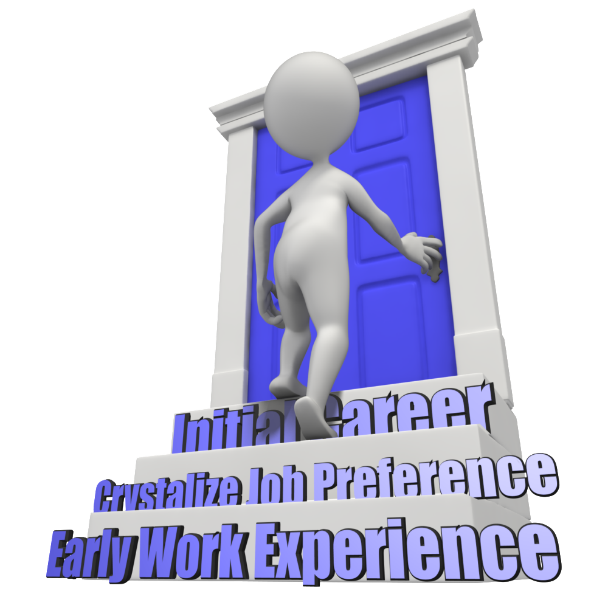 Initial Career
Crystalize Job Preference
Early Work Experience